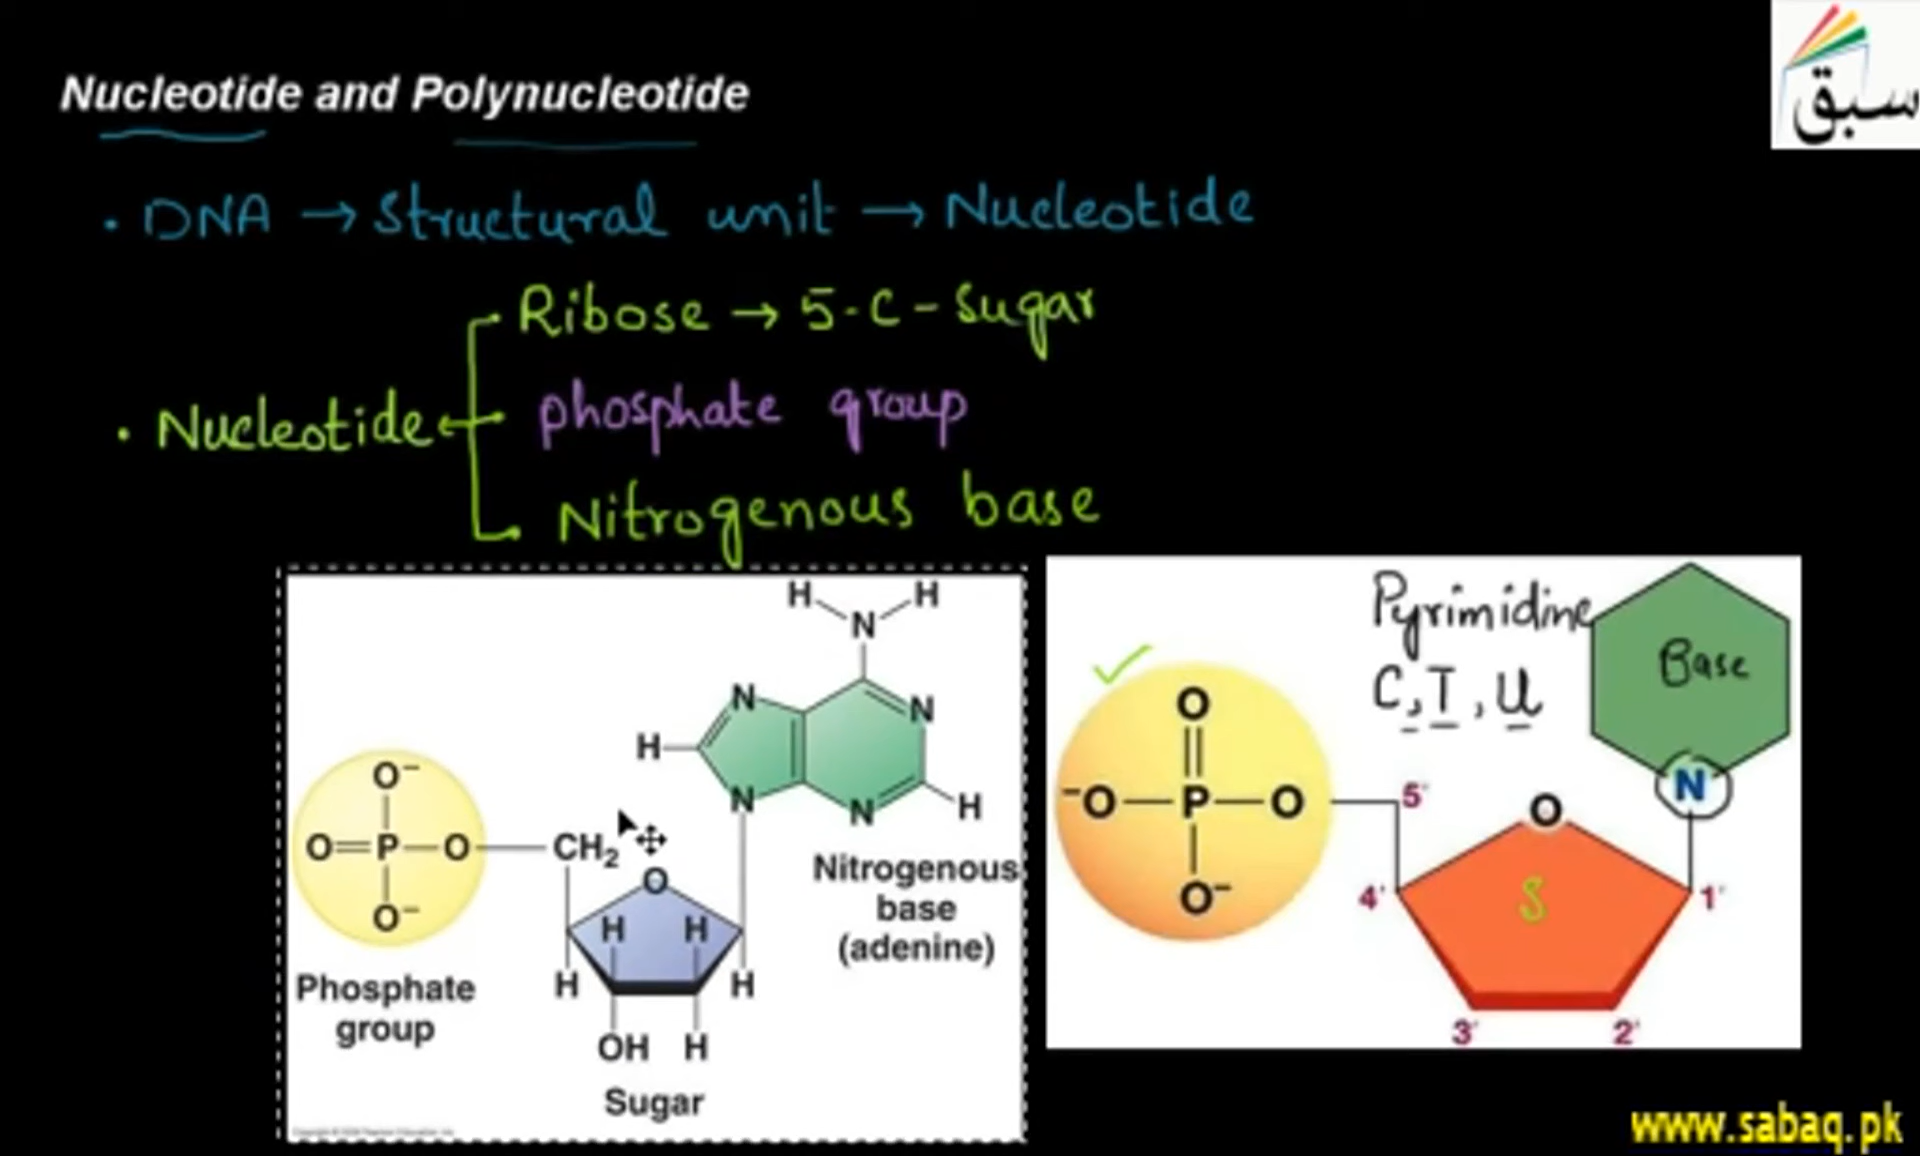 سبق
Nucleotide and Polynucleotide
. DNA → Structural unit → Nucleotide
Ribose → 5-C-Sugar
. Nucleotide
phosphate group
Nitrogenous base
H H
N
N N
H
N N H
O⁻
O=P—O CH₂
O⁻
O
H H
H H
OH H
Phosphate
group
Sugar
Nitrogenous
base
(adenine)
Pyrimidine
C, T, U
Base
N
O
⁻O—P—O
O⁻
5'
O
4' S 1'
3' 2'
www.sabaq.pk